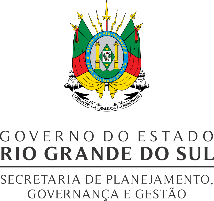 GOVERNO DO ESTADO
RIO GRANDE DO SUL
SECRETARIA DE PLANEJAMENTO,
GOVERNANÇA E GESTÃO